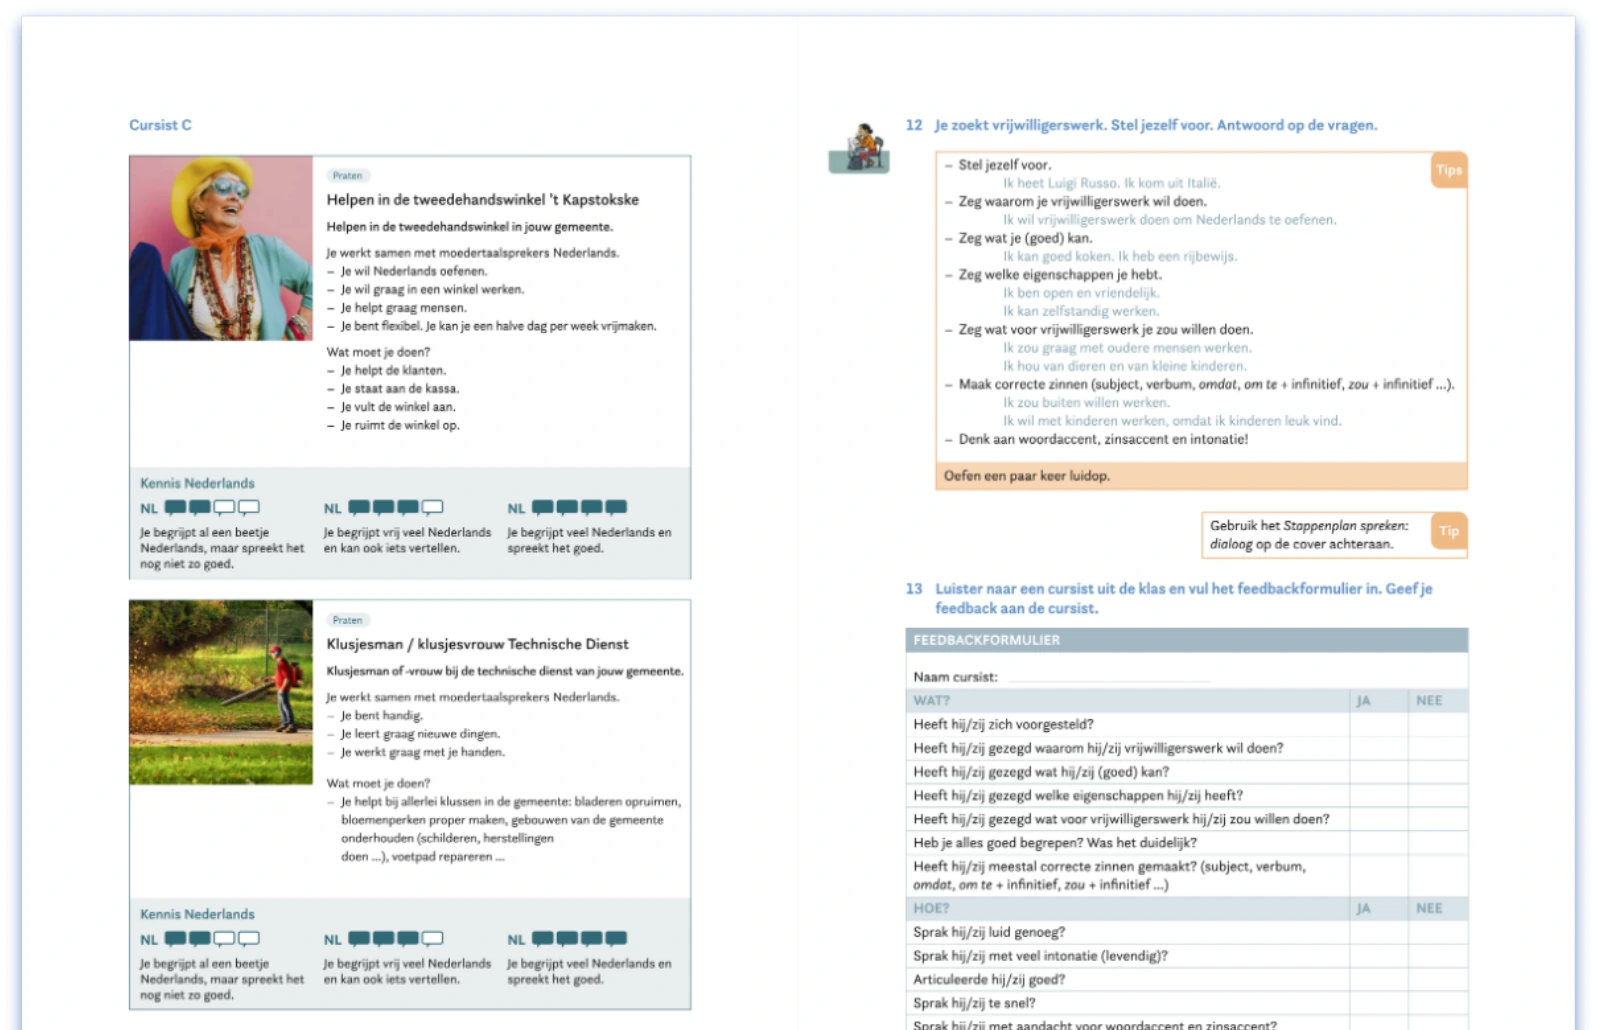 Cursist C
Praten
Helpen in de tweedehandswinkel 't Kapstokske
Helpen in de tweedehandswinkel in jouw gemeente.
Je werkt samen met moedertaalsprekers Nederlands.
– Je wil Nederlands oefenen.
– Je wil graag in een winkel werken.
– Je helpt graag mensen.
– Je bent flexibel. Je kan je een halve dag per week vrijmaken.
Wat moet je doen?
– Je helpt de klanten.
– Je staat aan de kassa.
– Je vult de winkel aan.
– Je ruimt de winkel op.
Kennis Nederlands
NL
Je begrijpt al een beetje
Nederlands, maar spreekt het
nog niet zo goed.
NL
Je begrijpt vrij veel Nederlands
en kan ook iets vertellen.
NL
Je begrijpt veel Nederlands en
spreekt het goed.
Praten
Klusjesman / klusjesvrouw Technische Dienst
Klusjesman of -vrouw bij de technische dienst van jouw gemeente.
Je werkt samen met moedertaalsprekers Nederlands.
– Je bent handig.
– Je leert graag nieuwe dingen.
– Je werkt graag met je handen.
Wat moet je doen?
– Je helpt bij allerlei klussen in de gemeente: bladeren opruimen,
bloemenperken proper maken, gebouwen van de gemeente
onderhouden (schilderen, herstellingen
doen ...), voetpad repareren ...
Kennis Nederlands
NL
Je begrijpt al een beetje
Nederlands, maar spreekt het
nog niet zo goed.
NL
Je begrijpt vrij veel Nederlands
en kan ook iets vertellen.
NL
Je begrijpt veel Nederlands en
spreekt het goed.
12 Je zoekt vrijwilligerswerk. Stel jezelf voor. Antwoord op de vragen.
Tips
– Stel jezelf voor.
Ik heet Luigi Russo. Ik kom uit Italië.
– Zeg waarom je vrijwilligerswerk wil doen.
Ik wil vrijwilligerswerk doen om Nederlands te oefenen.
– Zeg wat je (goed) kan.
Ik kan goed koken. Ik heb een rijbewijs.
– Zeg welke eigenschappen je hebt.
Ik ben open en vriendelijk.
Ik kan zelfstandig werken.
– Zeg wat voor vrijwilligerswerk je zou willen doen.
Ik zou graag met oudere mensen werken.
Ik hou van dieren en van kleine kinderen.
– Maak correcte zinnen (subject, verbum, omdat, om te + infinitief, zou + infinitief ...).
Ik zou buiten willen werken.
Ik wil met kinderen werken, omdat ik kinderen leuk vind.
– Denk aan woordaccent, zinsaccent en intonatie!
Oefen een paar keer luidop.
Gebruik het Stappenplan spreken:
dialoog op de cover achteraan.
Tip
13 Luister naar een cursist uit de klas en vul het feedbackformulier in. Geef je
feedback aan de cursist.
FEEDBACKFORMULIER
Naam cursist:
WAT? JA NEE
Heeft hij/zij zich voorgesteld?
Heeft hij/zij gezegd waarom hij/zij vrijwilligerswerk wil doen?
Heeft hij/zij gezegd wat hij/zij (goed) kan?
Heeft hij/zij gezegd welke eigenschappen hij/zij heeft?
Heeft hij/zij gezegd wat voor vrijwilligerswerk hij/zij zou willen doen?
Heb je alles goed begrepen? Was het duidelijk?
Heeft hij/zij meestal correcte zinnen gemaakt? (subject, verbum,
omdat, om te + infinitief, zou + infinitief ...)
HOE? JA NEE
Sprak hij/zij luid genoeg?
Sprak hij/zij met veel intonatie (levendig)?
Articuleerde hij/zij goed?
Sprak hij/zij te snel?
Sprak hij/zij met aandacht voor woordaccent en zinsaccent?